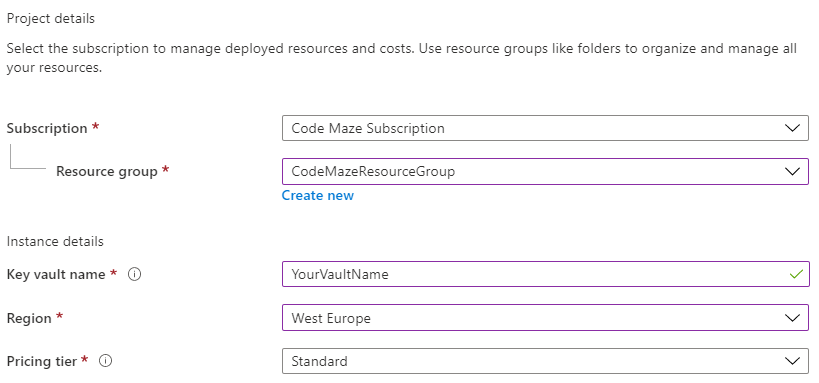 Project details
Select the subscription to manage deployed resources and costs. Use resource groups like folders to organize and manage all
your resources.
Subscription * Code Maze Subscription
Resource group * CodeMazeResourceGroup
Create new
Instance details
Key vault name * YourVaultName
Region * West Europe
Pricing tier * Standard